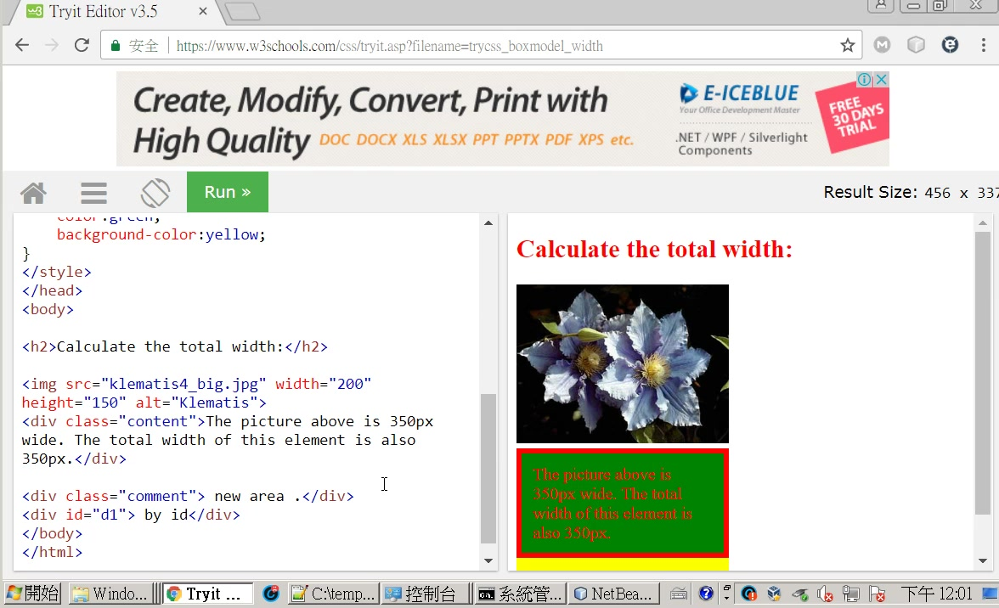 Tryit Editor v3.5
安全 https://www.w3schools.com/css/tryit.asp?filename=trycss_boxmodel_width
Create, Modify, Convert, Print with
High Quality DOC DOCX XLS XLSX PPT PPTX PDF XPS etc.
E-ICEBLUE
Your Office Development Master
.NET / WPF / Silverlight
Components
FREE
30 DAYS
TRIAL
Run »
Result Size: 456 x 337
color:green;
background-color:yellow;
}
</style>
</head>
<body>
<h2>Calculate the total width:</h2>
<img src="klematis4_big.jpg" width="200"
height="150" alt="Klematis">
<div class="content">The picture above is 350px
wide. The total width of this element is also
350px.</div>
<div class="comment"> new area .</div>
<div id="d1"> by id</div>
</body>
</html>
Calculate the total width:
The picture above is
350px wide. The total
width of this element is
also 350px.
開始 Windo... Tryit ... C:\temp... 控制台 系統管... NetBea... 下午 12:01